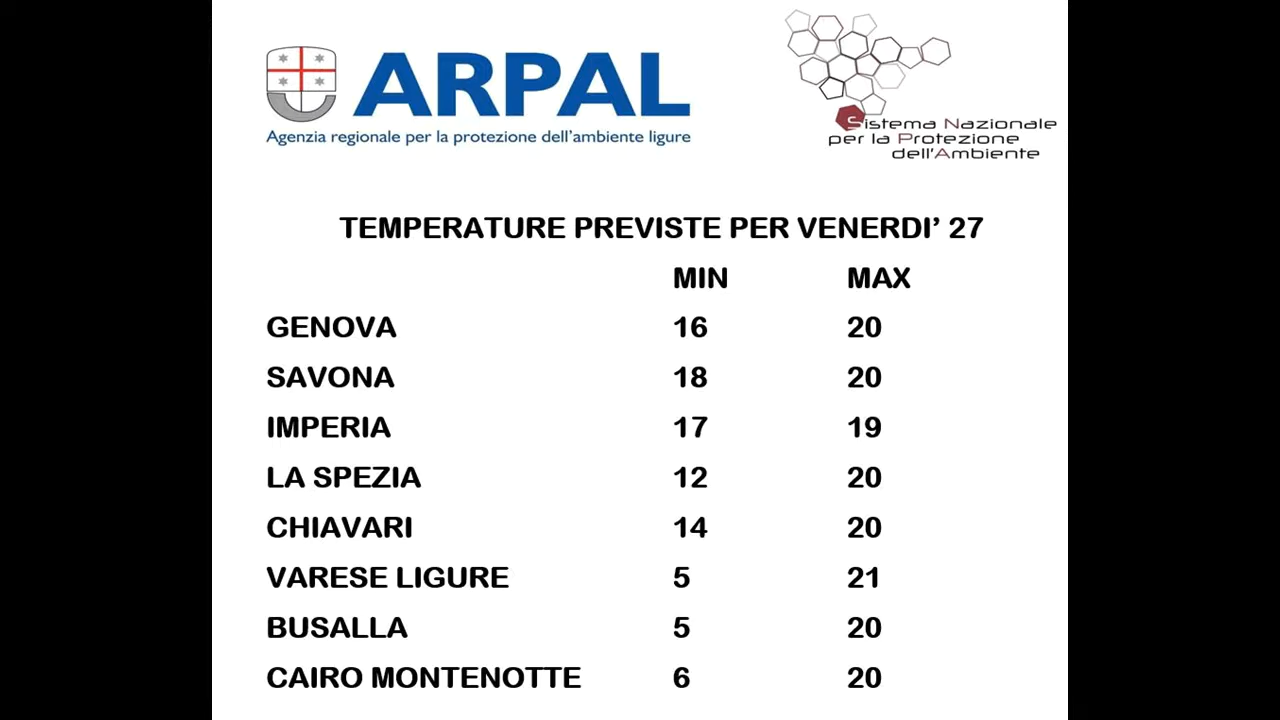 ARPAL
Agenzia regionale per la protezione dell'ambiente ligure
Sistema Nazionale
per la Protezione
dell'Ambiente
TEMPERATURE PREVISTE PER VENERDI’ 27
MIN MAX
GENOVA 16 20
SAVONA 18 20
IMPERIA 17 19
LA SPEZIA 12 20
CHIAVARI 14 20
VARESE LIGURE 5 21
BUSALLA 5 20
CAIRO MONTENOTTE 6 20